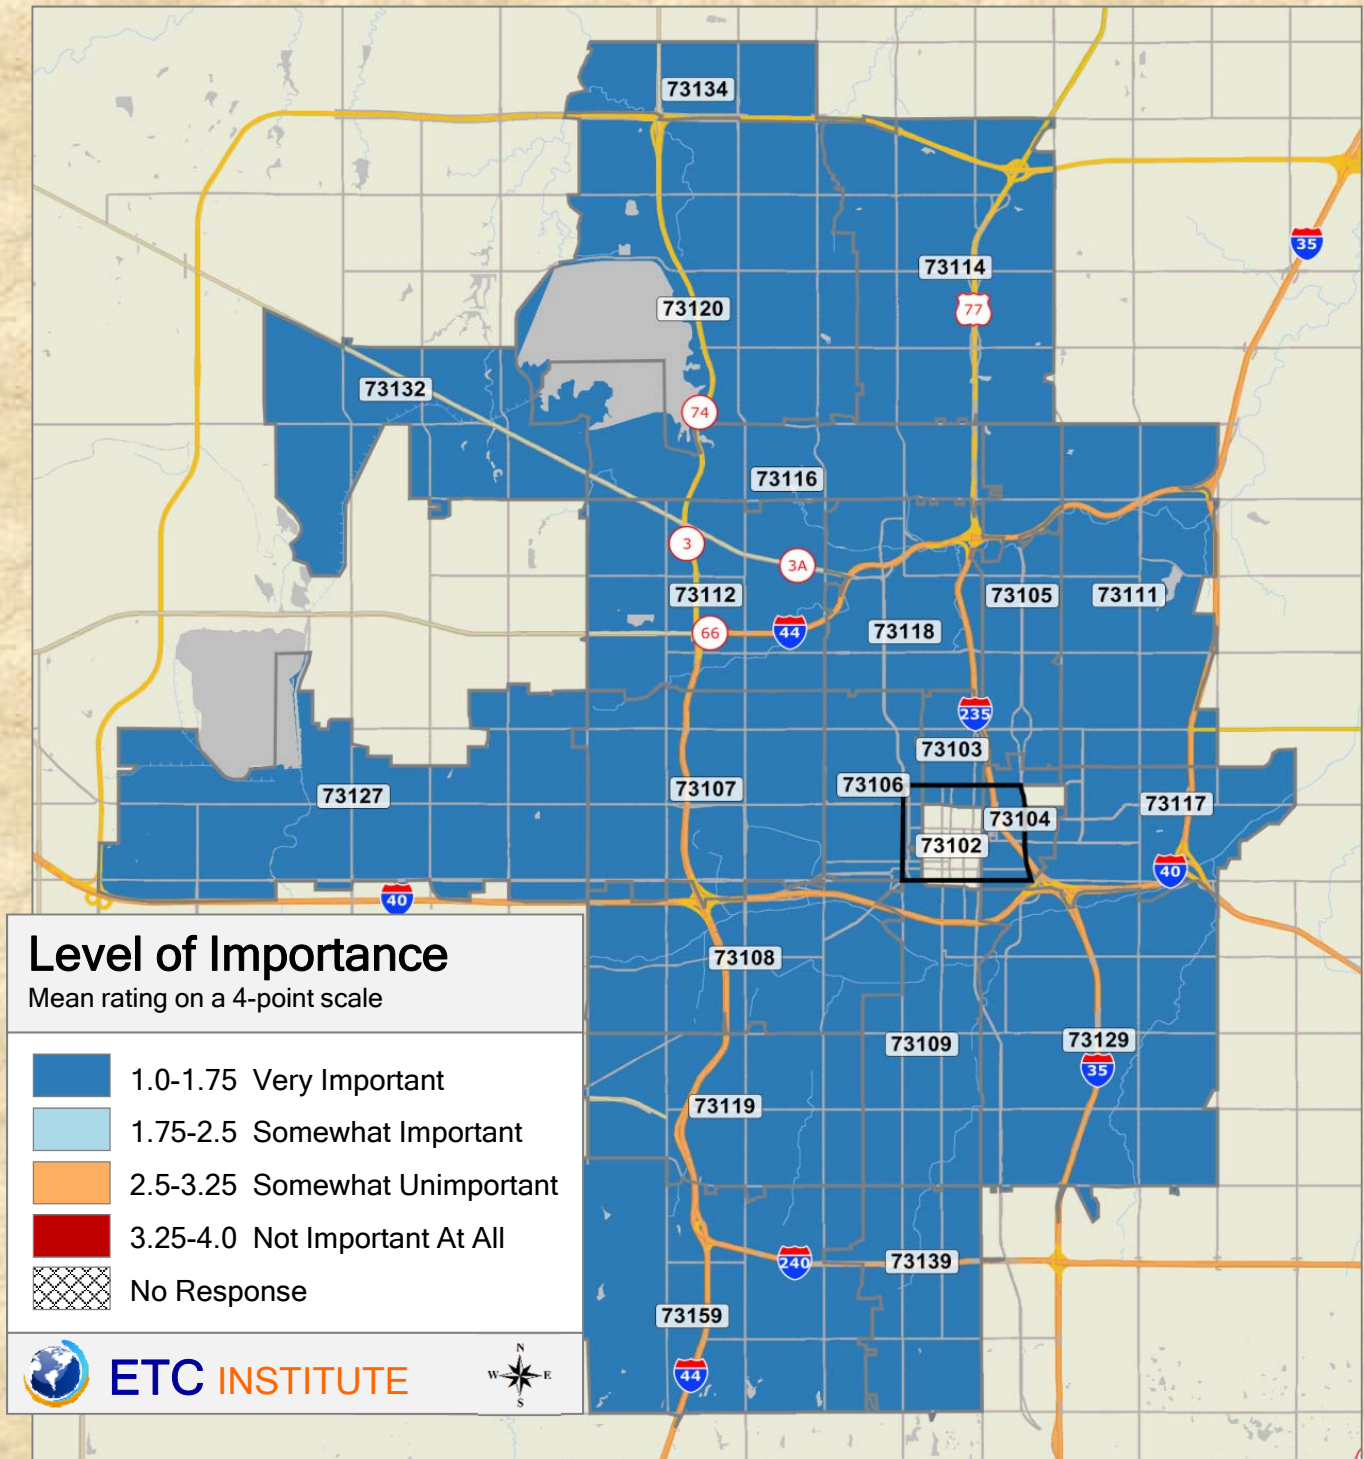 73134
35
73114
77
73120
73132
74
73116
3
3A
73112
73105
73111
66
44
73118
235
73103
73106
73107
73127
73117
73104
73102
40
40
73108
73109
73129
35
73119
240
73139
73159
44
Level of Importance
Mean rating on a 4-point scale
1.0-1.75 Very Important
1.75-2.5 Somewhat Important
2.5-3.25 Somewhat Unimportant
3.25-4.0 Not Important At All
No Response
ETC INSTITUTE
N
W E
S